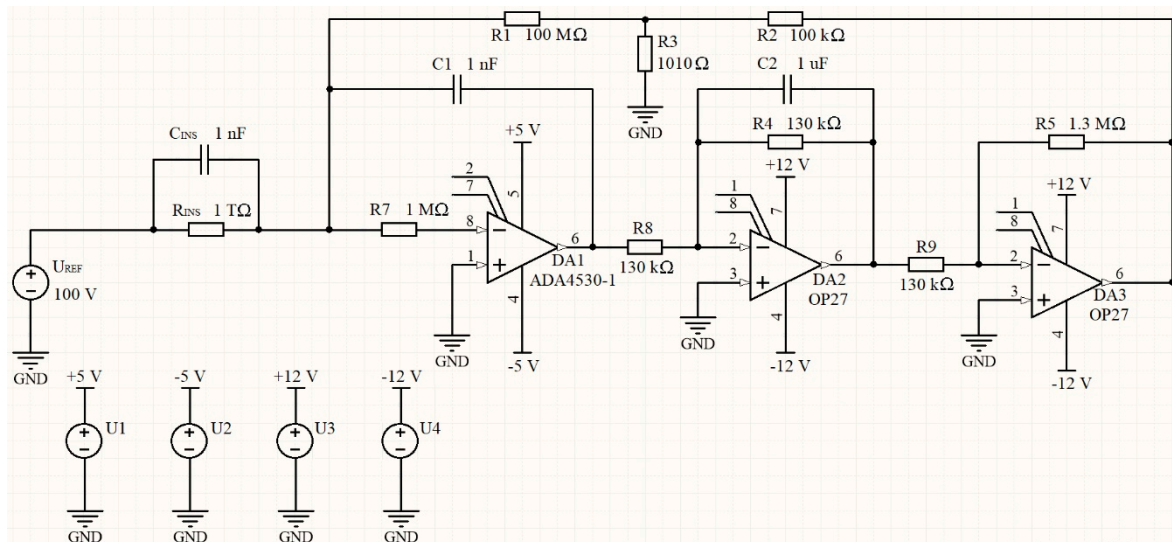 R1 100 MΩ
R2 100 kΩ
R3
1010 Ω
GND
C1 1 nF
C2 1 uF
R4 130 kΩ
R5 1.3 MΩ
+5 V
+12 V
+12 V
CINS 1 nF
RINS 1 TΩ
R7 1 MΩ
2
7
5
8
1
6
4
DA1
ADA4530-1
R8
130 kΩ
1
8
7
2
3
6
4
DA2
OP27
R9
130 kΩ
1
8
7
2
3
6
4
DA3
OP27
UREF
100 V
GND
GND
GND
GND
-5 V
-12 V
-12 V
+5 V
-5 V
+12 V
-12 V
U1
U2
U3
U4
GND
GND
GND
GND